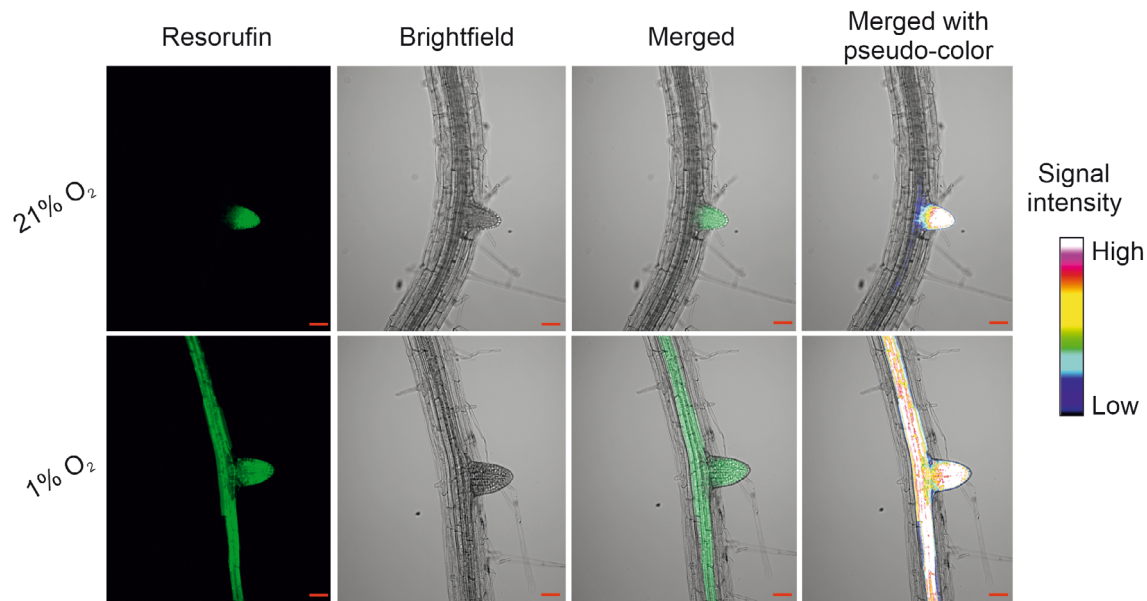 Resorufin
Brightfield
Merged
Merged with
pseudo-color
21% O₂
Signal
intensity
High
Low
1% O₂